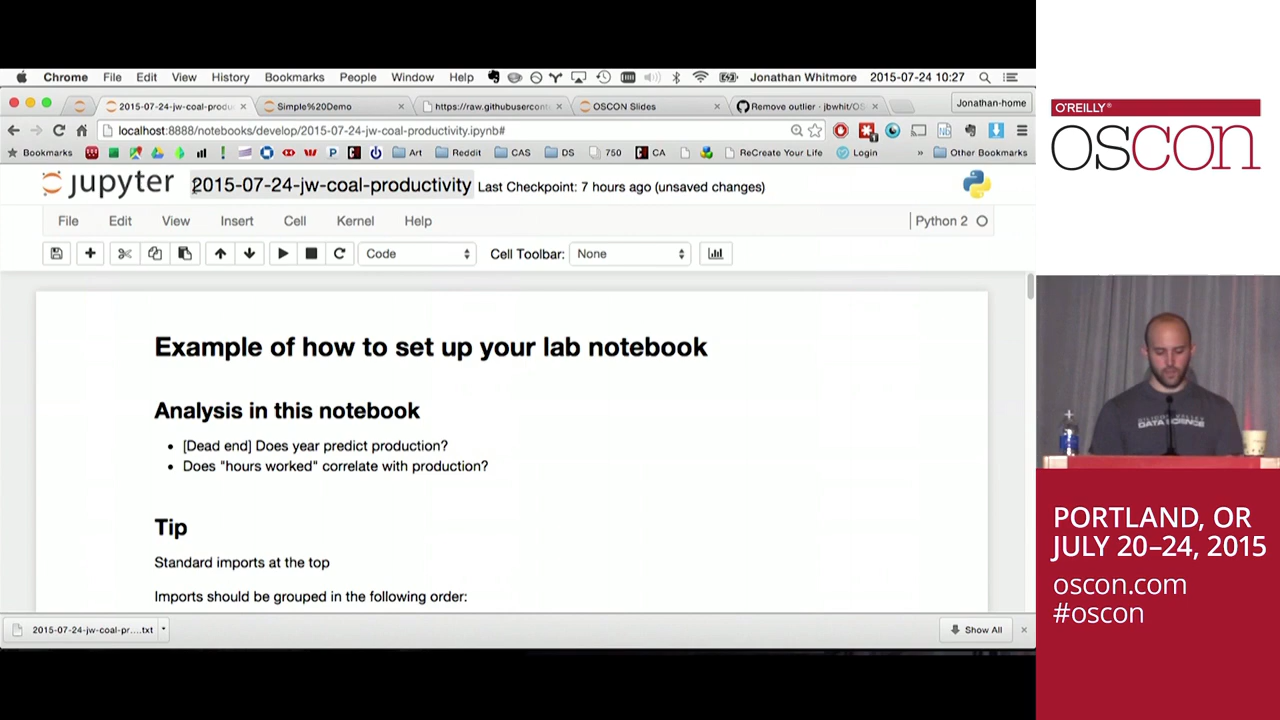 Chrome File Edit View History Bookmarks People Window Help Jonathan Whitmore 2015-07-24 10:27
2015-07-24-jw-coal-produ Simple%20Demo https://raw.githubusercont OSCON Slides Remove outlier · jbwhit/OS Jonathan-home
localhost:8888/notebooks/develop/2015-07-24-jw-coal-productivity.ipynb#
Bookmarks Art Reddit CAS DS 750 CA ReCreate Your Life Login » Other Bookmarks
jupyter 2015-07-24-jw-coal-productivity Last Checkpoint: 7 hours ago (unsaved changes)
File Edit View Insert Cell Kernel Help Python 2
Code Cell Toolbar: None
Example of how to set up your lab notebook
Analysis in this notebook
• [Dead end] Does year predict production?
• Does "hours worked" correlate with production?
Tip
Standard imports at the top
Imports should be grouped in the following order:
2015-07-24-jw-coal-pr....txt Show All
O'REILLY®
OSCON
DATA SCIENCE
PORTLAND, OR
JULY 20–24, 2015
oscon.com
#oscon